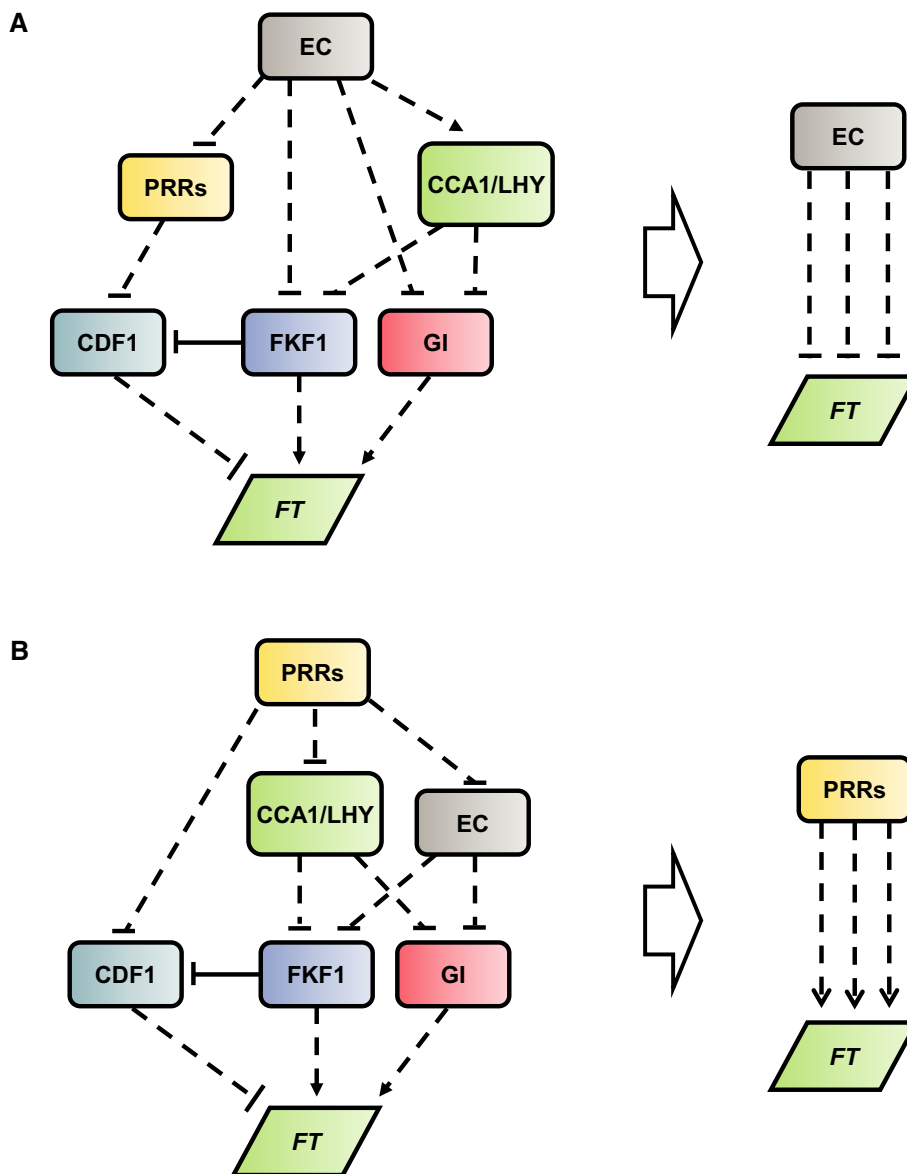 A
EC
EC
PRRs
CCA1/LHY
CDF1
FKF1
GI
FT
FT
B
PRRs
PRRs
CCA1/LHY
EC
CDF1
FKF1
GI
FT
FT